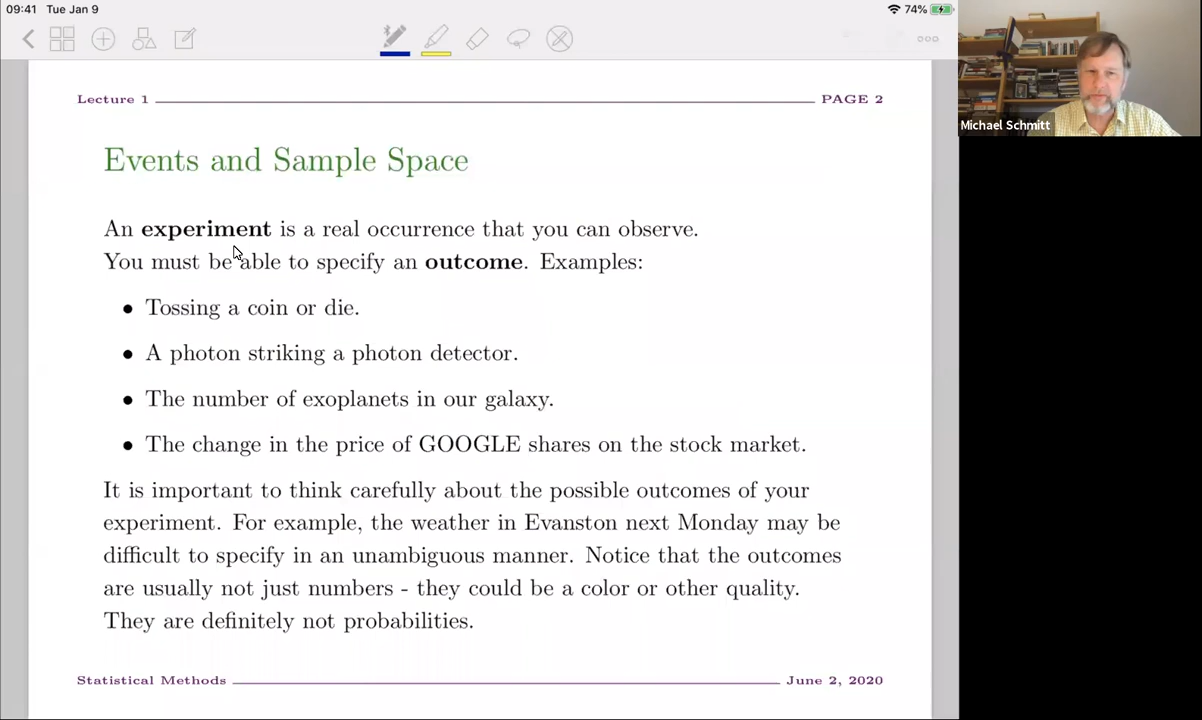 09:41 Tue Jan 9
74%
Michael Schmitt
Lecture 1 PAGE 2
Events and Sample Space
An experiment is a real occurrence that you can observe.
You must be able to specify an outcome. Examples:
• Tossing a coin or die.
• A photon striking a photon detector.
• The number of exoplanets in our galaxy.
• The change in the price of GOOGLE shares on the stock market.
It is important to think carefully about the possible outcomes of your
experiment. For example, the weather in Evanston next Monday may be
difficult to specify in an unambiguous manner. Notice that the outcomes
are usually not just numbers - they could be a color or other quality.
They are definitely not probabilities.
Statistical Methods June 2, 2020